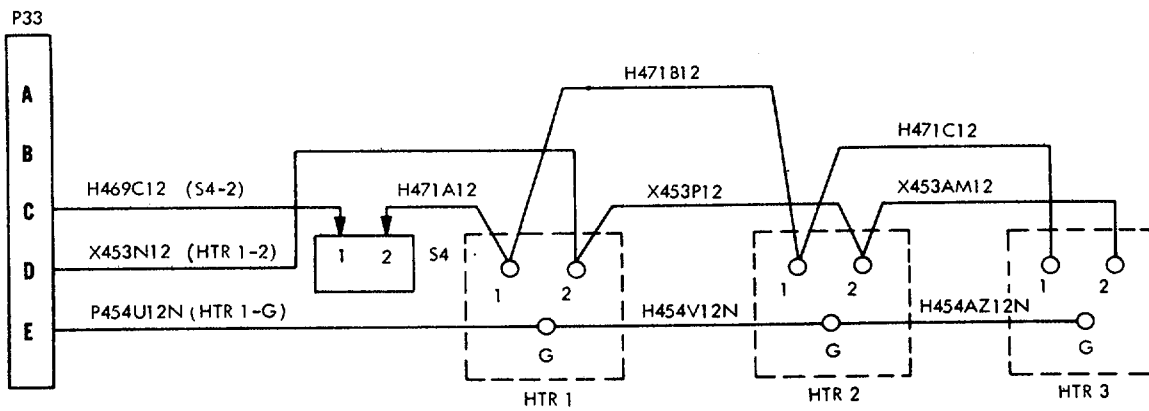 P33
H471B12
A
H471C12
B
H469C12 (S4-2)
H471A12
X453P12
X453AM12
C
X453N12 (HTR 1-2)
1 2
S4
D
1 2
1 2
1 2
P454U12N (HTR 1-G)
H454V12N
H454AZ12N
E
G
G
G
HTR 1
HTR 2
HTR 3